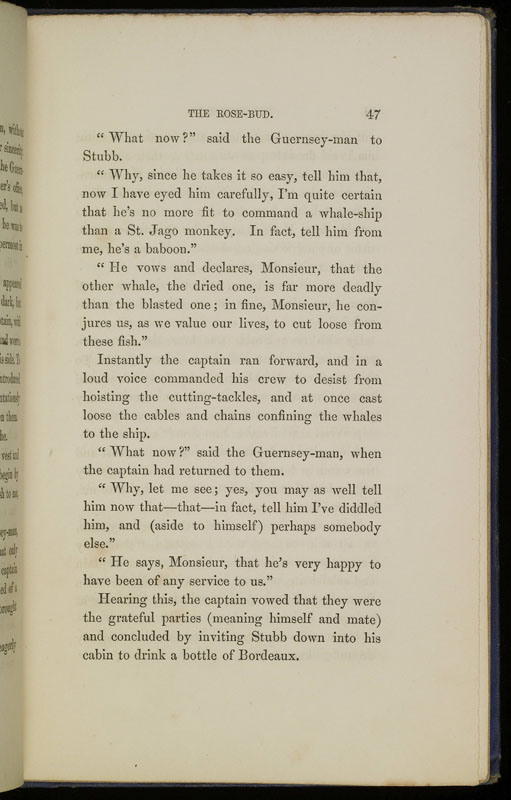 THE ROSE-BUD. 47
“ What now?” said the Guernsey-man to
Stubb.
“ Why, since he takes it so easy, tell him that,
now I have eyed him carefully, I’m quite certain
that he’s no more fit to command a whale-ship
than a St. Jago monkey. In fact, tell him from
me, he’s a baboon.”
“ He vows and declares, Monsieur, that the
other whale, the dried one, is far more deadly
than the blasted one; in fine, Monsieur, he con-
jures us, as we value our lives, to cut loose from
these fish.”
Instantly the captain ran forward, and in a
loud voice commanded his crew to desist from
hoisting the cutting-tackles, and at once cast
loose the cables and chains confining the whales
to the ship.
“ What now?” said the Guernsey-man, when
the captain had returned to them.
“ Why, let me see; yes, you may as well tell
him now that—that—in fact, tell him I’ve diddled
him, and (aside to himself) perhaps somebody
else.”
“ He says, Monsieur, that he’s very happy to
have been of any service to us.”
Hearing this, the captain vowed that they were
the grateful parties (meaning himself and mate)
and concluded by inviting Stubb down into his
cabin to drink a bottle of Bordeaux.